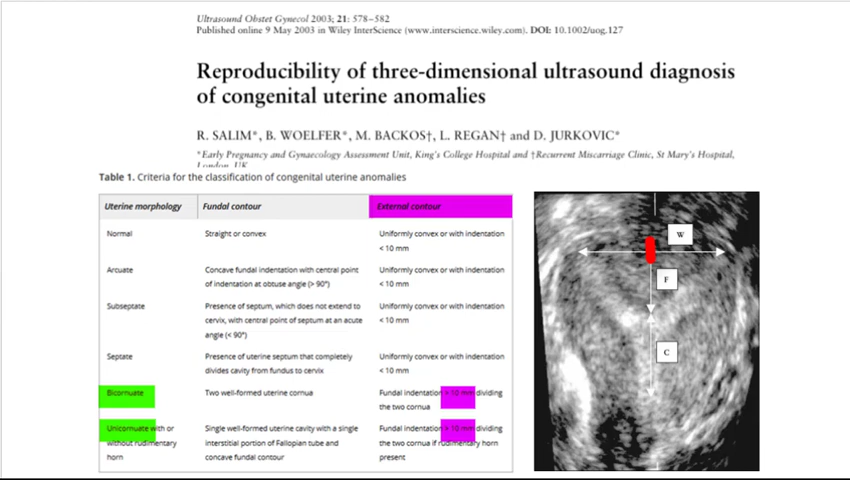 Ultrasound Obstet Gynecol 2003; 21: 578–582
Published online 9 May 2003 in Wiley InterScience (www.interscience.wiley.com). DOI: 10.1002/uog.127
Reproducibility of three-dimensional ultrasound diagnosis
of congenital uterine anomalies
R. SALIM*, B. WOELFER*, M. BACKOS†, L. REGAN† and D. JURKOVIC*
*Early Pregnancy and Gynaecology Assessment Unit, King's College Hospital and †Recurrent Miscarriage Clinic, St Mary's Hospital,
London, UK
Table 1. Criteria for the classification of congenital uterine anomalies
Uterine morphology Fundal contour External contour
Normal Straight or convex Uniformly convex or with indentation
< 10 mm
Arcuate Concave fundal indentation with central point Uniformly convex or with indentation
of indentation at obtuse angle (> 90°) < 10 mm
Subseptate Presence of septum, which does not extend to Uniformly convex or with indentation
cervix, with central point of septum at an acute < 10 mm
angle (< 90°)
Septate Presence of uterine septum that completely Uniformly convex or with indentation
divides cavity from fundus to cervix < 10 mm
Bicornuate Two well-formed uterine cornua Fundal indentation > 10 mm dividing
the two cornua
Unicornuate with or Single well-formed uterine cavity with a single Fundal indentation > 10 mm dividing
without rudimentary interstitial portion of Fallopian tube and the two cornua if rudimentary horn
horn concave fundal contour present
W
F
C